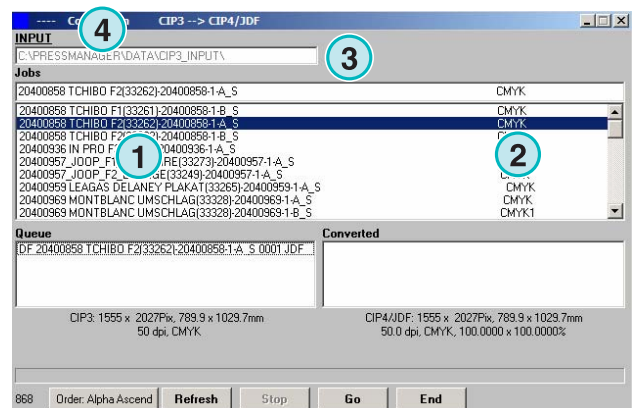 ---- Co n CIP3 --> CIP4/JDF
4
INPUT
C:\PRESSMANAGER\DATA\CIP3_INPUT\
3
Jobs
20400858 TCHIBO F2(33262)-20400858-1-A_S CMYK
20400858 TCHIBO F1(33261)-20400858-1-B_S CMYK
20400858 TCHIBO F2(33262)-20400858-1-A_S CMYK
20400858 TCHIBO F2 -20400858-1-B_S
20400936 IN PRO F 20400936-1-A_S
20400957_JOOP_F1 RE(33273)-20400957-1-A_S
20400957_JOOP_F2 GE(33249)-20400957-1-A_S
1
2
20400959 LEAGAS DELANEY PLAKAT(33265)-20400959-1-A_S CMYK
20400969 MONTBLANC UMSCHLAG(33328)-20400969-1-A_S CMYK
20400969 MONTBLANC UMSCHLAG(33328)-20400969-1-B_S CMYK1
Queue Converted
DF 20400858 TCHIBO F2(33262)-20400858-1-A_S 0001 JDF
CIP3: 1555 x 2027Pix, 789.9 x 1029.7mm CIP4/JDF: 1555 x 2027Pix, 789.9 x 1029.7mm
50 dpi, CMYK 50.0 dpi, CMYK, 100.0000 x 100.0000%
868 Order: Alpha Ascend Refresh Stop Go End